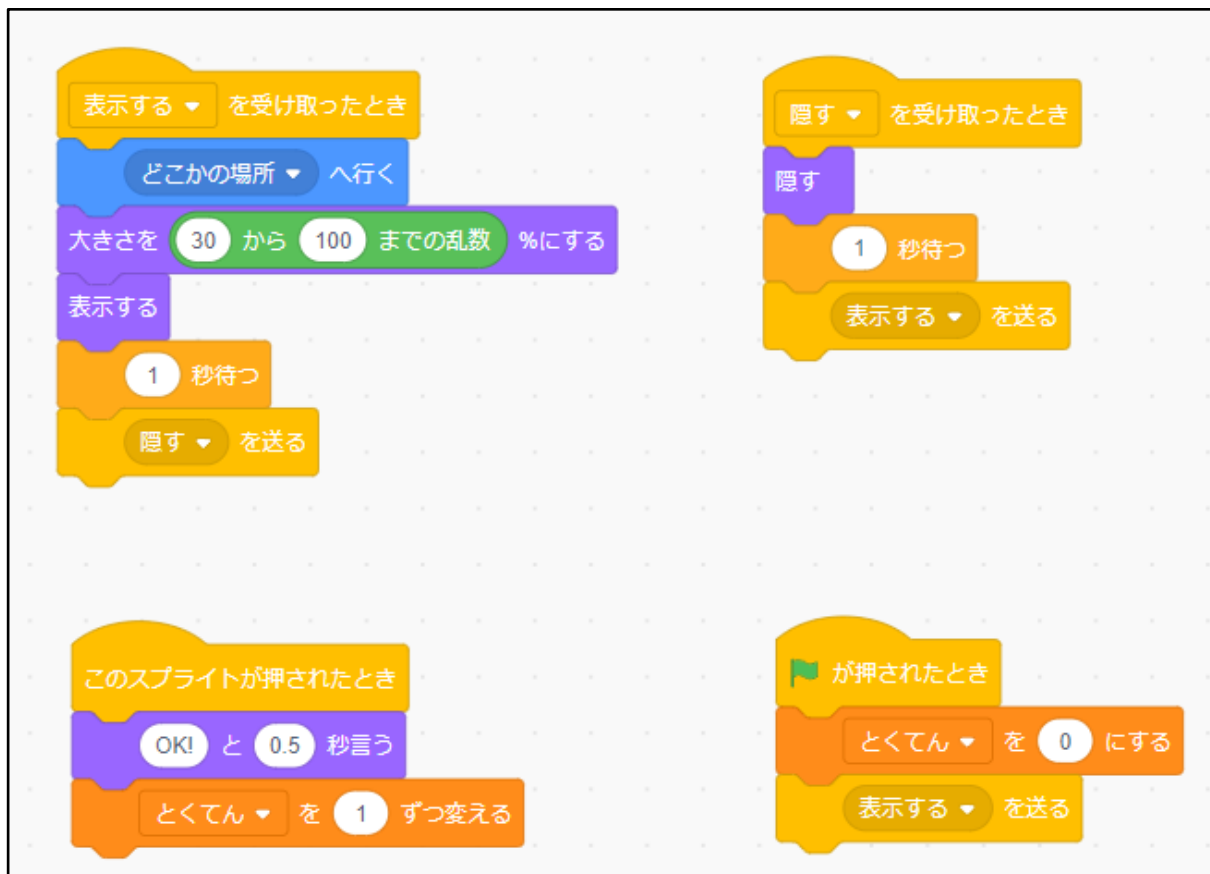 表示する を受け取ったとき
どこかの場所 へ行く
大きさを 30 から 100 までの乱数 %にする
表示する
1 秒待つ
隠す を送る
隠す を受け取ったとき
隠す
1 秒待つ
表示する を送る
このスプライトが押されたとき
OK! と 0.5 秒言う
とくてん を 1 ずつ変える
が押されたとき
とくてん を 0 にする
表示する を送る